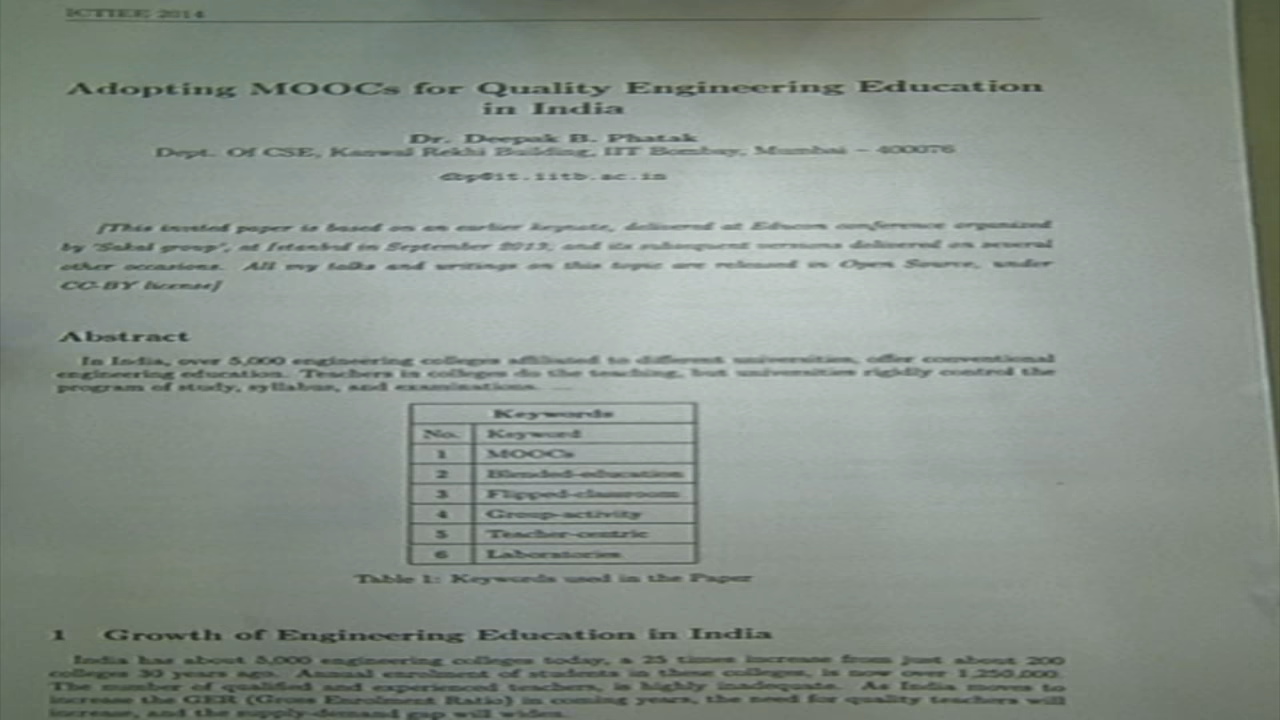 ICTIEE 2014
Adopting MOOCs for Quality Engineering Education
in India
Dr. Deepak B. Phatak
Dept. Of CSE, Kanwal Rekhi Building, IIT Bombay, Mumbai – 400076
dbp@it.iitb.ac.in
[This invited paper is based on an earlier keynote, delivered at Educon conference organized
by 'Sakal group', at Istanbul in September 2013, and its subsequent versions delivered on several
other occasions. All my talks and writings on this topic are released in Open Source, under
CC-BY license]
Abstract
In India, over 5,000 engineering colleges affiliated to different universities, offer conventional
engineering education. Teachers in colleges do the teaching, but universities rigidly control the
program of study, syllabus, and examinations.
Keywords
No. Keyword
1 MOOCs
2 Blended-education
3 Flipped-classroom
4 Group-activity
5 Teacher-centric
6 Laboratories
Table 1: Keywords used in the Paper
1 Growth of Engineering Education in India
India has about 5,000 engineering colleges today, a 25 times increase from just about 200
colleges 30 years ago. Annual enrolment of students in these colleges, is now over 1,250,000.
The number of qualified and experienced teachers, is highly inadequate. As India moves to
increase the GER (Gross Enrolment Ratio) in coming years, the need for quality teachers will
increase, and the supply-demand gap will widen.